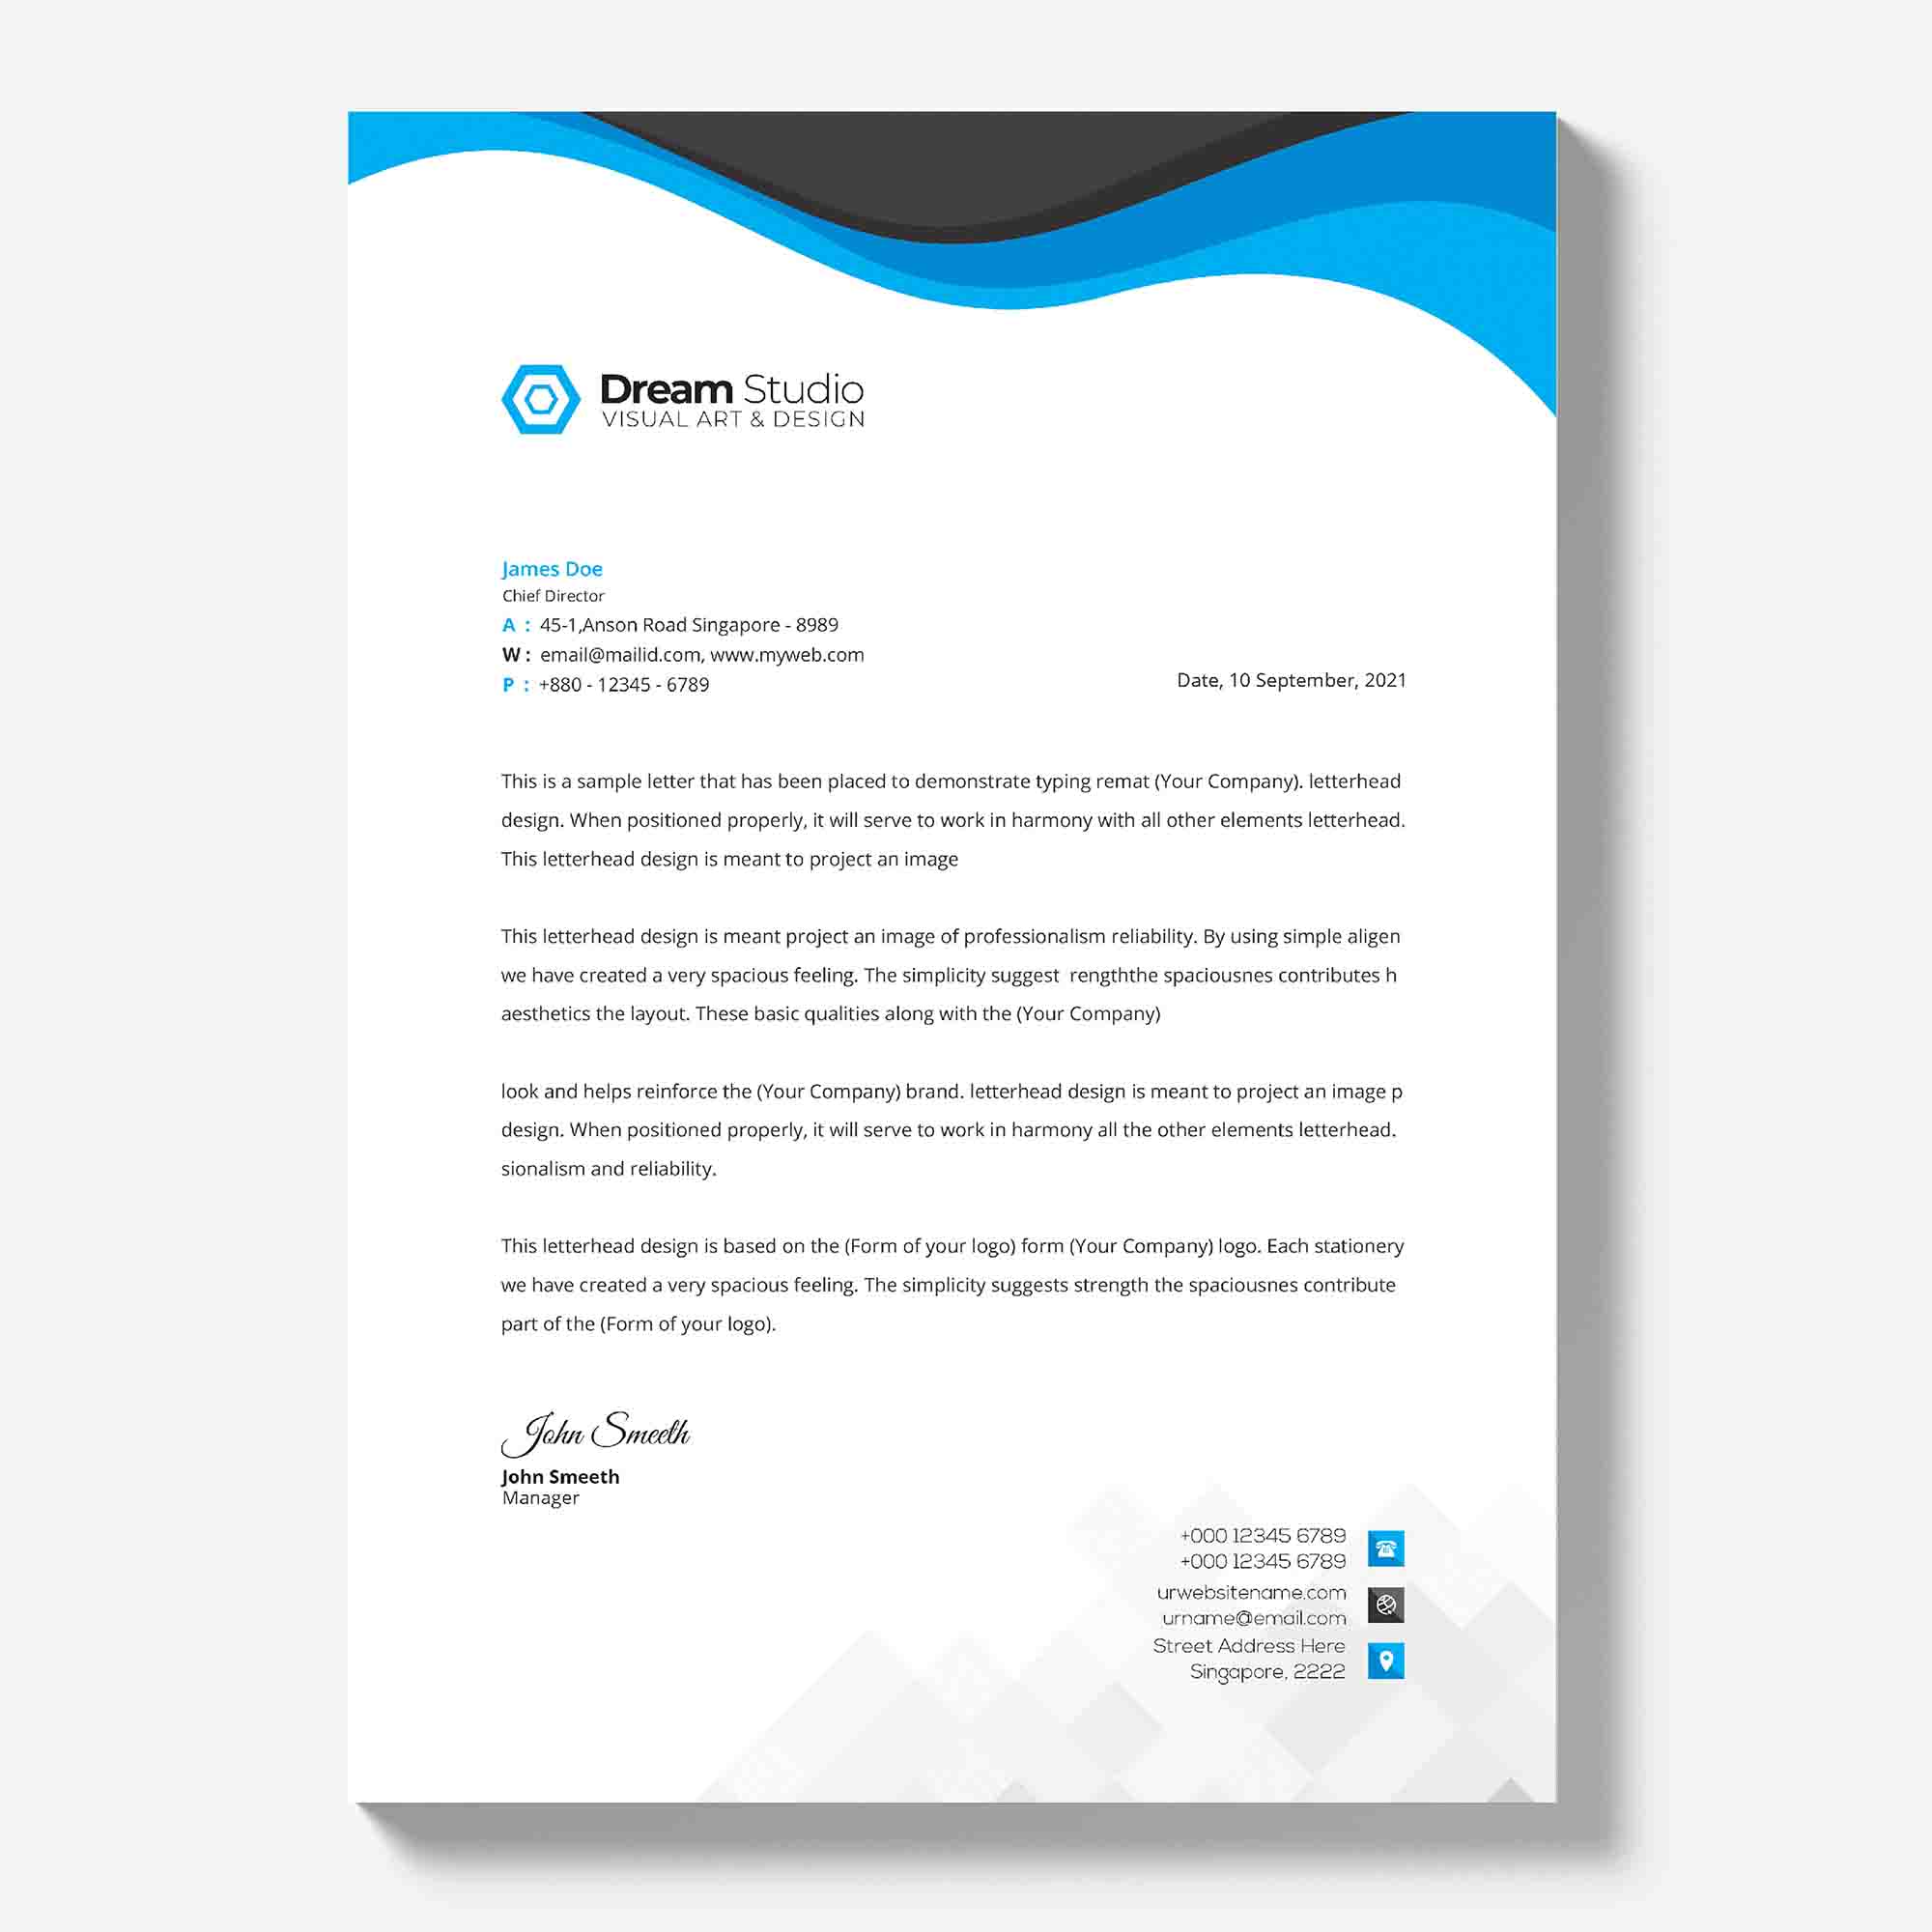 Dream Studio
VISUAL ART & DESIGN
James Doe
Chief Director
A : 45-1,Anson Road Singapore - 8989
W : email@mailid.com, www.myweb.com
P : +880 - 12345 - 6789
Date, 10 September, 2021
This is a sample letter that has been placed to demonstrate typing remat (Your Company). letterhead
design. When positioned properly, it will serve to work in harmony with all other elements letterhead.
This letterhead design is meant to project an image
This letterhead design is meant project an image of professionalism reliability. By using simple aligen
we have created a very spacious feeling. The simplicity suggest rengththe spaciousnes contributes h
aesthetics the layout. These basic qualities along with the (Your Company)
look and helps reinforce the (Your Company) brand. letterhead design is meant to project an image p
design. When positioned properly, it will serve to work in harmony all the other elements letterhead.
sionalism and reliability.
This letterhead design is based on the (Form of your logo) form (Your Company) logo. Each stationery
we have created a very spacious feeling. The simplicity suggests strength the spaciousnes contribute
part of the (Form of your logo).
John Smeeth
John Smeeth
Manager
+000 12345 6789
+000 12345 6789
urwebsitename.com
urname@email.com
Street Address Here
Singapore, 2222